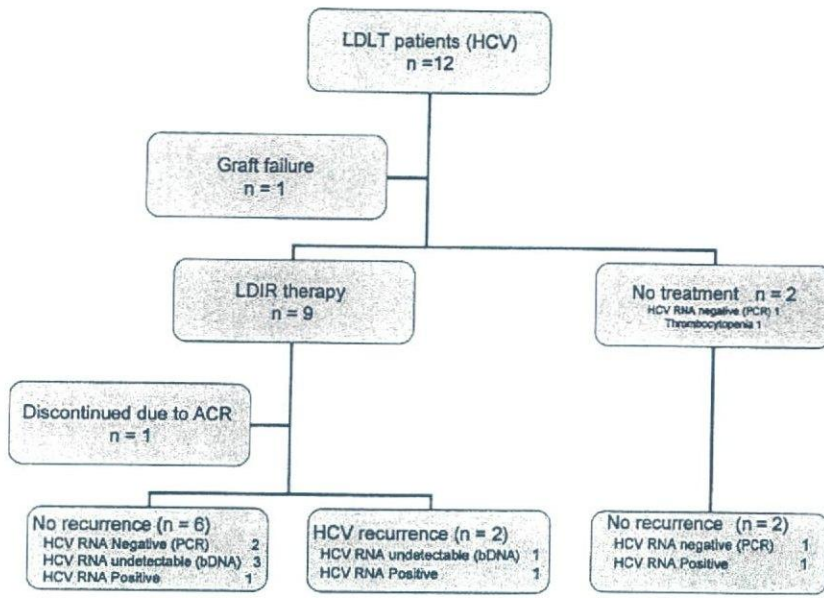 LDLT patients (HCV)
n =12
Graft failure
n = 1
LDIR therapy
n = 9
No treatment n = 2
HCV RNA negative (PCR) 1
Thrombocytopenia 1
Discontinued due to ACR
n = 1
No recurrence (n = 6)
HCV RNA Negative (PCR) 2
HCV RNA undetectable (bDNA) 3
HCV RNA Positive 1
HCV recurrence (n = 2)
HCV RNA undetectable (bDNA) 1
HCV RNA Positive 1
No recurrence (n = 2)
HCV RNA negative (PCR) 1
HCV RNA Positive 1